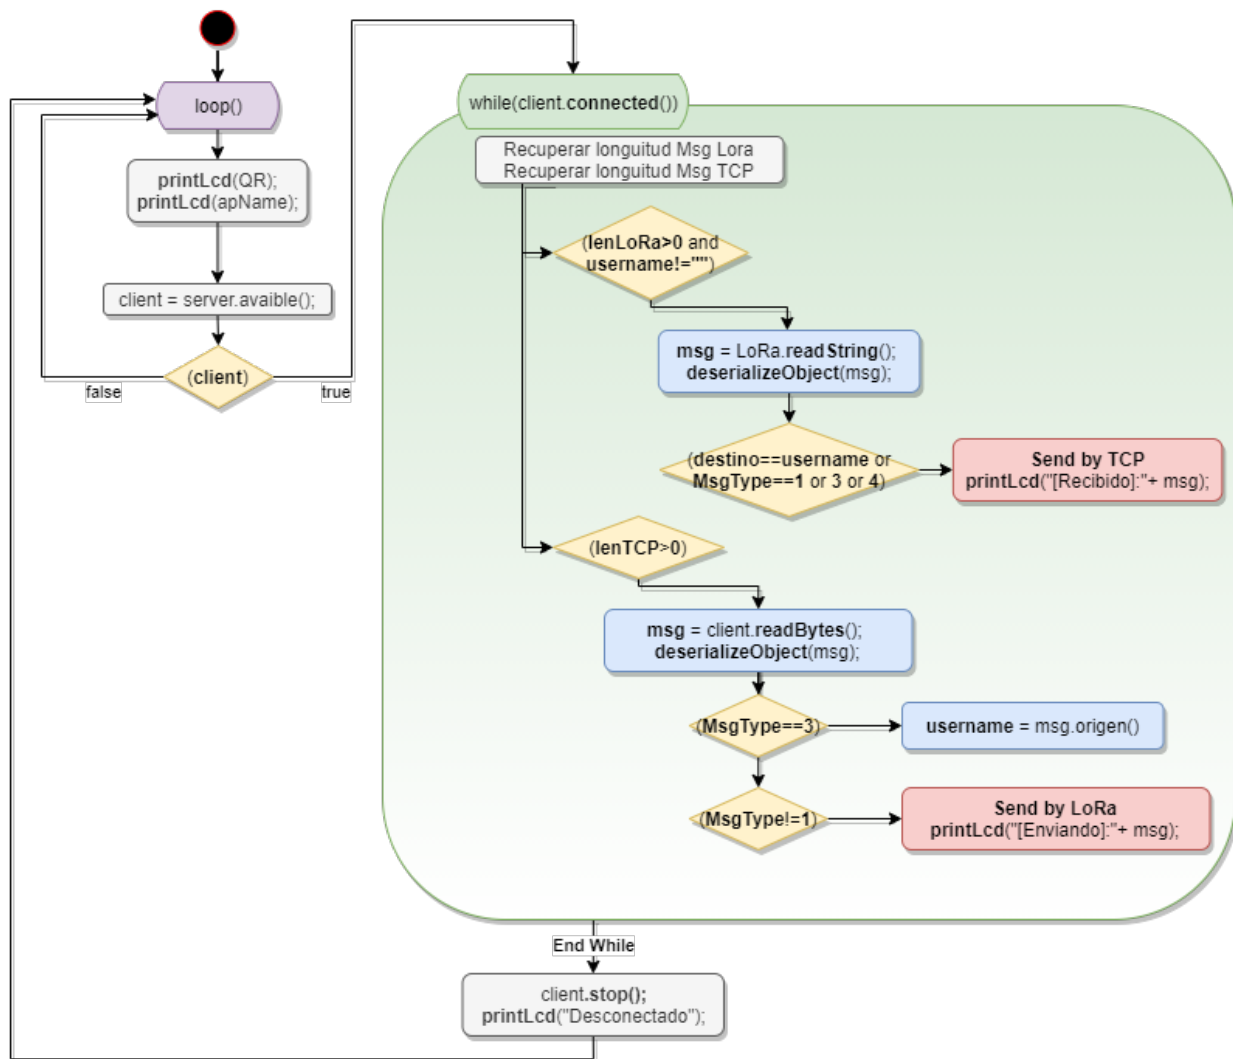 loop()
printLcd(QR);
printLcd(apName);
client = server.avaible();
(client)
false
true
while(client.connected())
Recuperar longuitud Msg Lora
Recuperar longuitud Msg TCP
(lenLoRa>0 and
username!="")
msg = LoRa.readString();
deserializeObject(msg);
(destino==username or
MsgType==1 or 3 or 4)
Send by TCP
printLcd("[Recibido]:"+ msg);
(lenTCP>0)
msg = client.readBytes();
deserializeObject(msg);
(MsgType==3)
username = msg.origen()
(MsgType!=1)
Send by LoRa
printLcd("[Enviando]:"+ msg);
End While
client.stop();
printLcd("Desconectado");